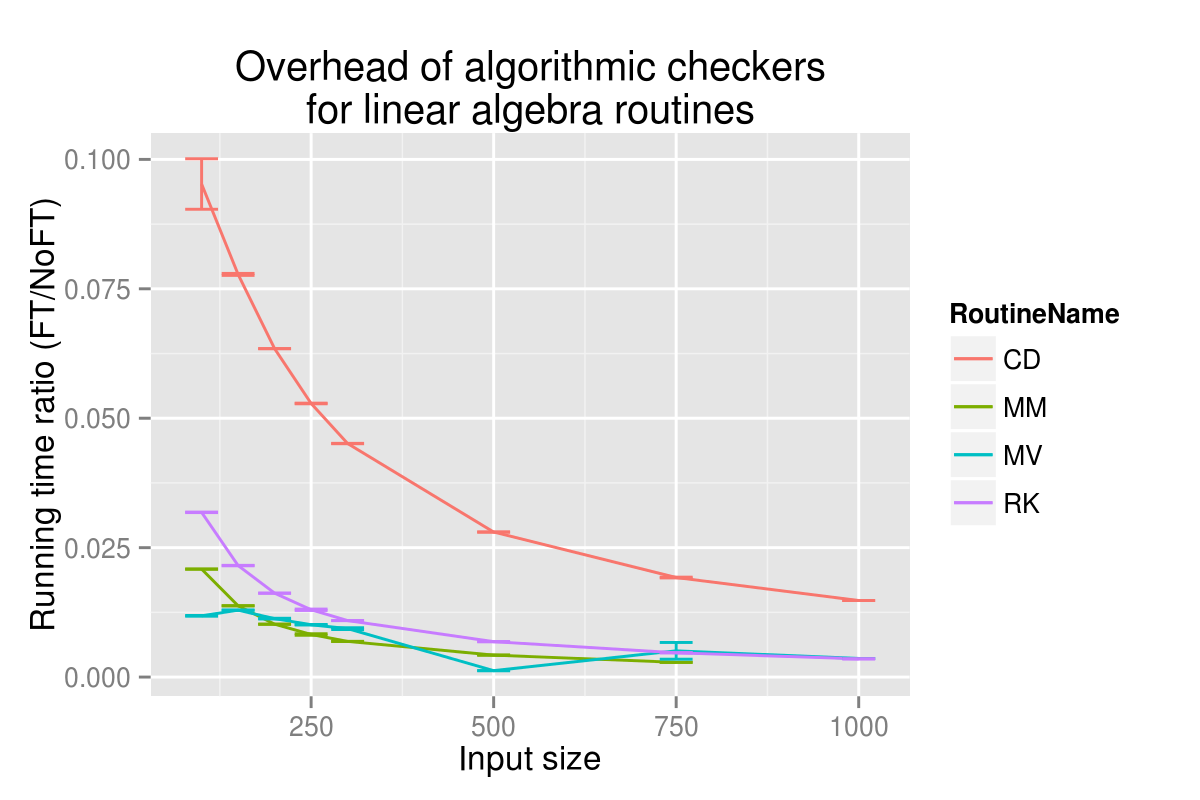 Overhead of algorithmic checkers
for linear algebra routines
Running time ratio (FT/NoFT)
0.100
0.075
0.050
0.025
0.000
250 500 750 1000
Input size
RoutineName
CD
MM
MV
RK